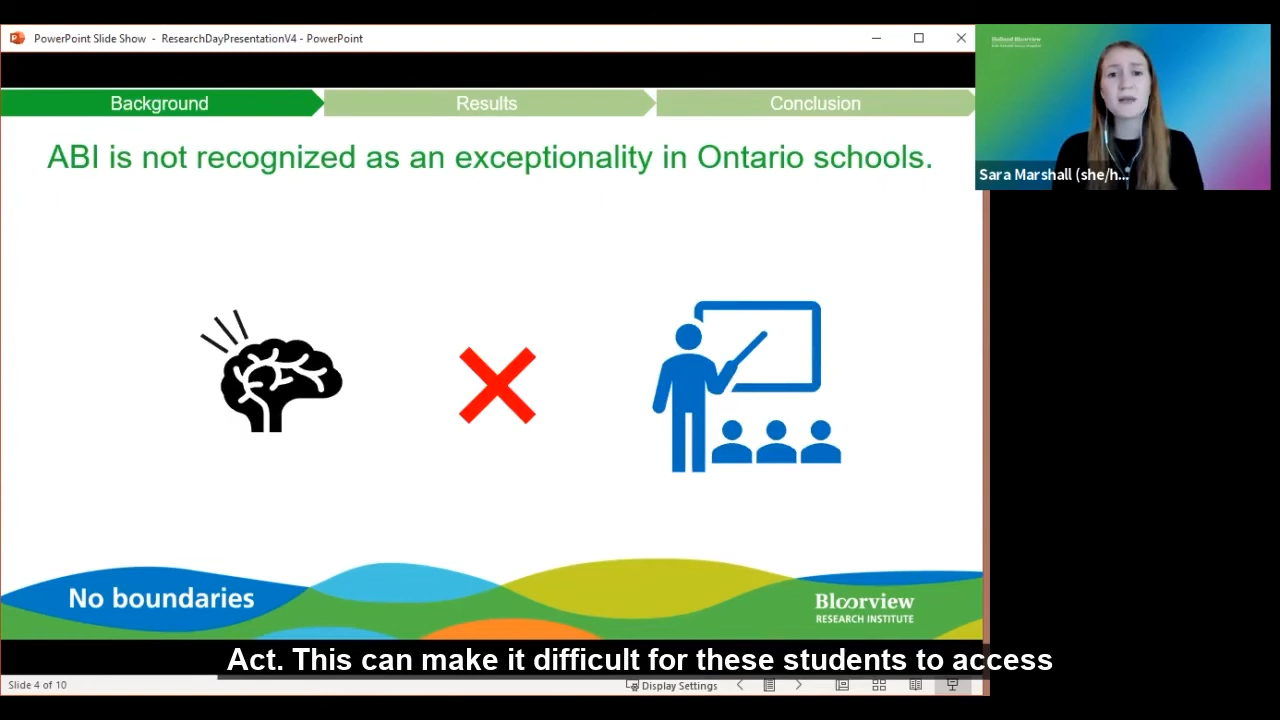 PowerPoint Slide Show - ResearchDayPresentationV4 - PowerPoint
Holland Bloorview
Background
Results
Conclusion
ABI is not recognized as an exceptionality in Ontario schools.
Sara Marshall (she/h...
No boundaries
Bloorview
RESEARCH INSTITUTE
Act. This can make it difficult for these students to access
Slide 4 of 10
Display Settings